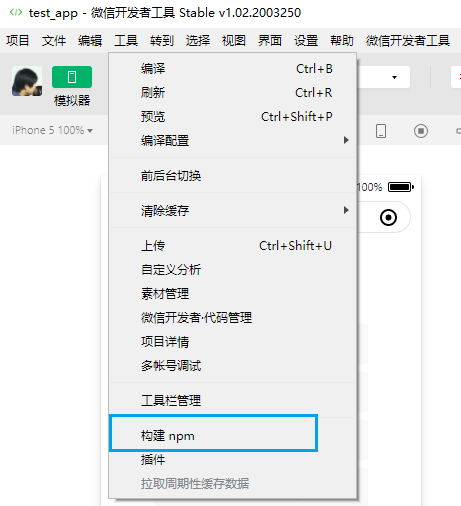 test_app - 微信开发者工具 Stable v1.02.2003250
项目 文件 编辑 工具 转到 选择 视图 界面 设置 帮助 微信开发者工具
模拟器
iPhone 5 100%
100%
编译 Ctrl+B
刷新 Ctrl+R
预览 Ctrl+Shift+P
编译配置
前后台切换
清除缓存
上传 Ctrl+Shift+U
自定义分析
素材管理
微信开发者·代码管理
项目详情
多帐号调试
工具栏管理
构建 npm
插件
拉取周期性缓存数据